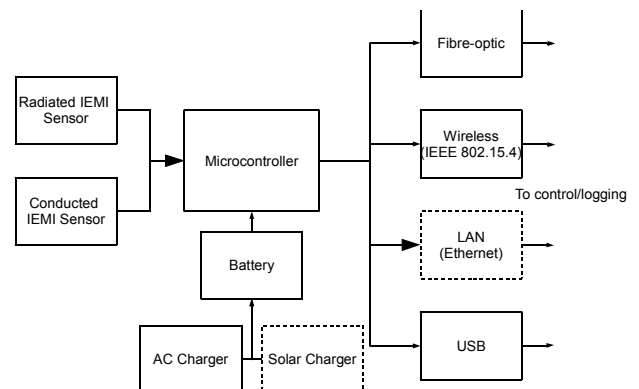 Radiated IEMI
Sensor
Conducted
IEMI Sensor
Microcontroller
Battery
AC Charger
Solar Charger
Fibre-optic
Wireless
(IEEE 802.15.4)
To control/logging
LAN
(Ethernet)
USB